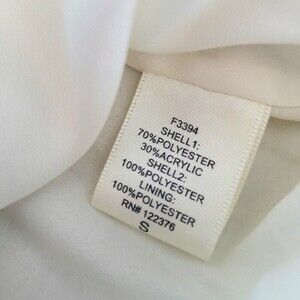 F3394
SHELL1:
70%POLYESTER
30%ACRYLIC
SHELL2:
100%POLYESTER
LINING:
100%POLYESTER
RN# 122376
S